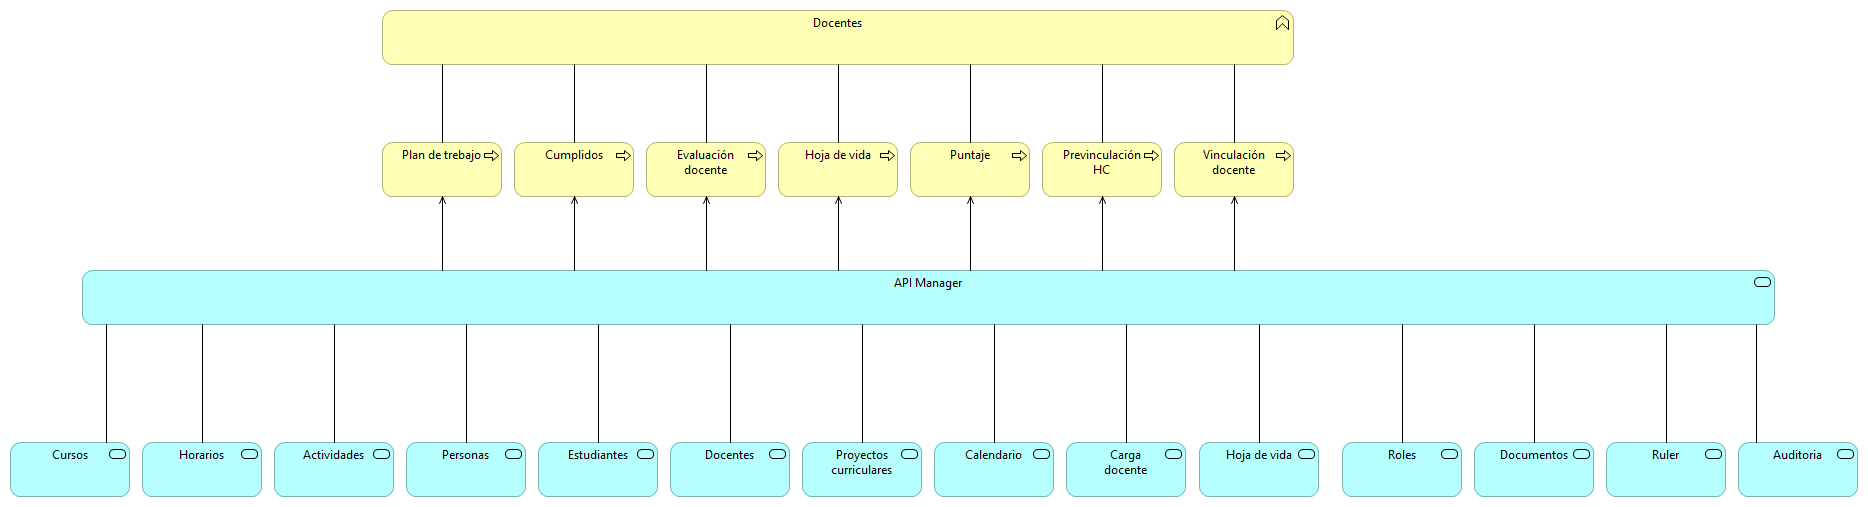 Docentes
Plan de trebajo
Cumplidos
Evaluación
docente
Hoja de vida
Puntaje
Previnculación
HC
Vinculación
docente
API Manager
Cursos
Horarios
Actividades
Personas
Estudiantes
Docentes
Proyectos
curriculares
Calendario
Carga
docente
Hoja de vida
Roles
Documentos
Ruler
Auditoria